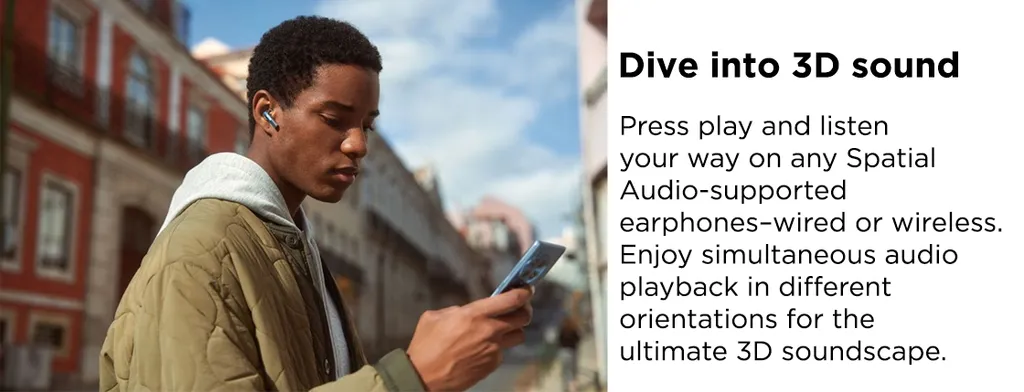 Dive into 3D sound
Press play and listen
your way on any Spatial
Audio-supported
earphones–wired or wireless.
Enjoy simultaneous audio
playback in different
orientations for the
ultimate 3D soundscape.